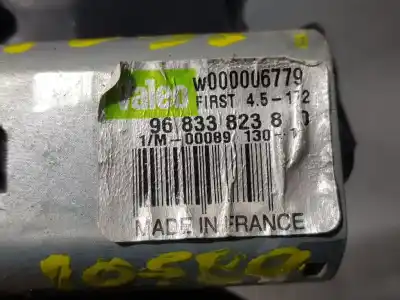 Valeo
W000006779
FIRST 4.5-172
96 833 823 8
1/M-00089 130-
MADE IN FRANCE